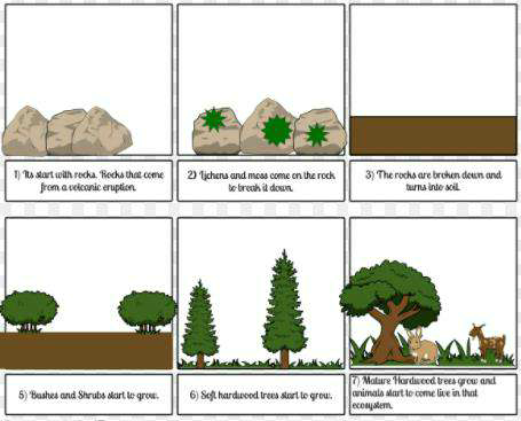 1) Its start with rocks. Rocks that come
from a volcanic eruption.
2) Lichens and moss come on the rock
to break it down.
3) The rocks are broken down and
turns into soil.
5) Bushes and Shrubs start to grow.
6) Soft hardwood trees start to grow.
7) Mature Hardwood trees grow and
animals start to come live in that
ecosystem.